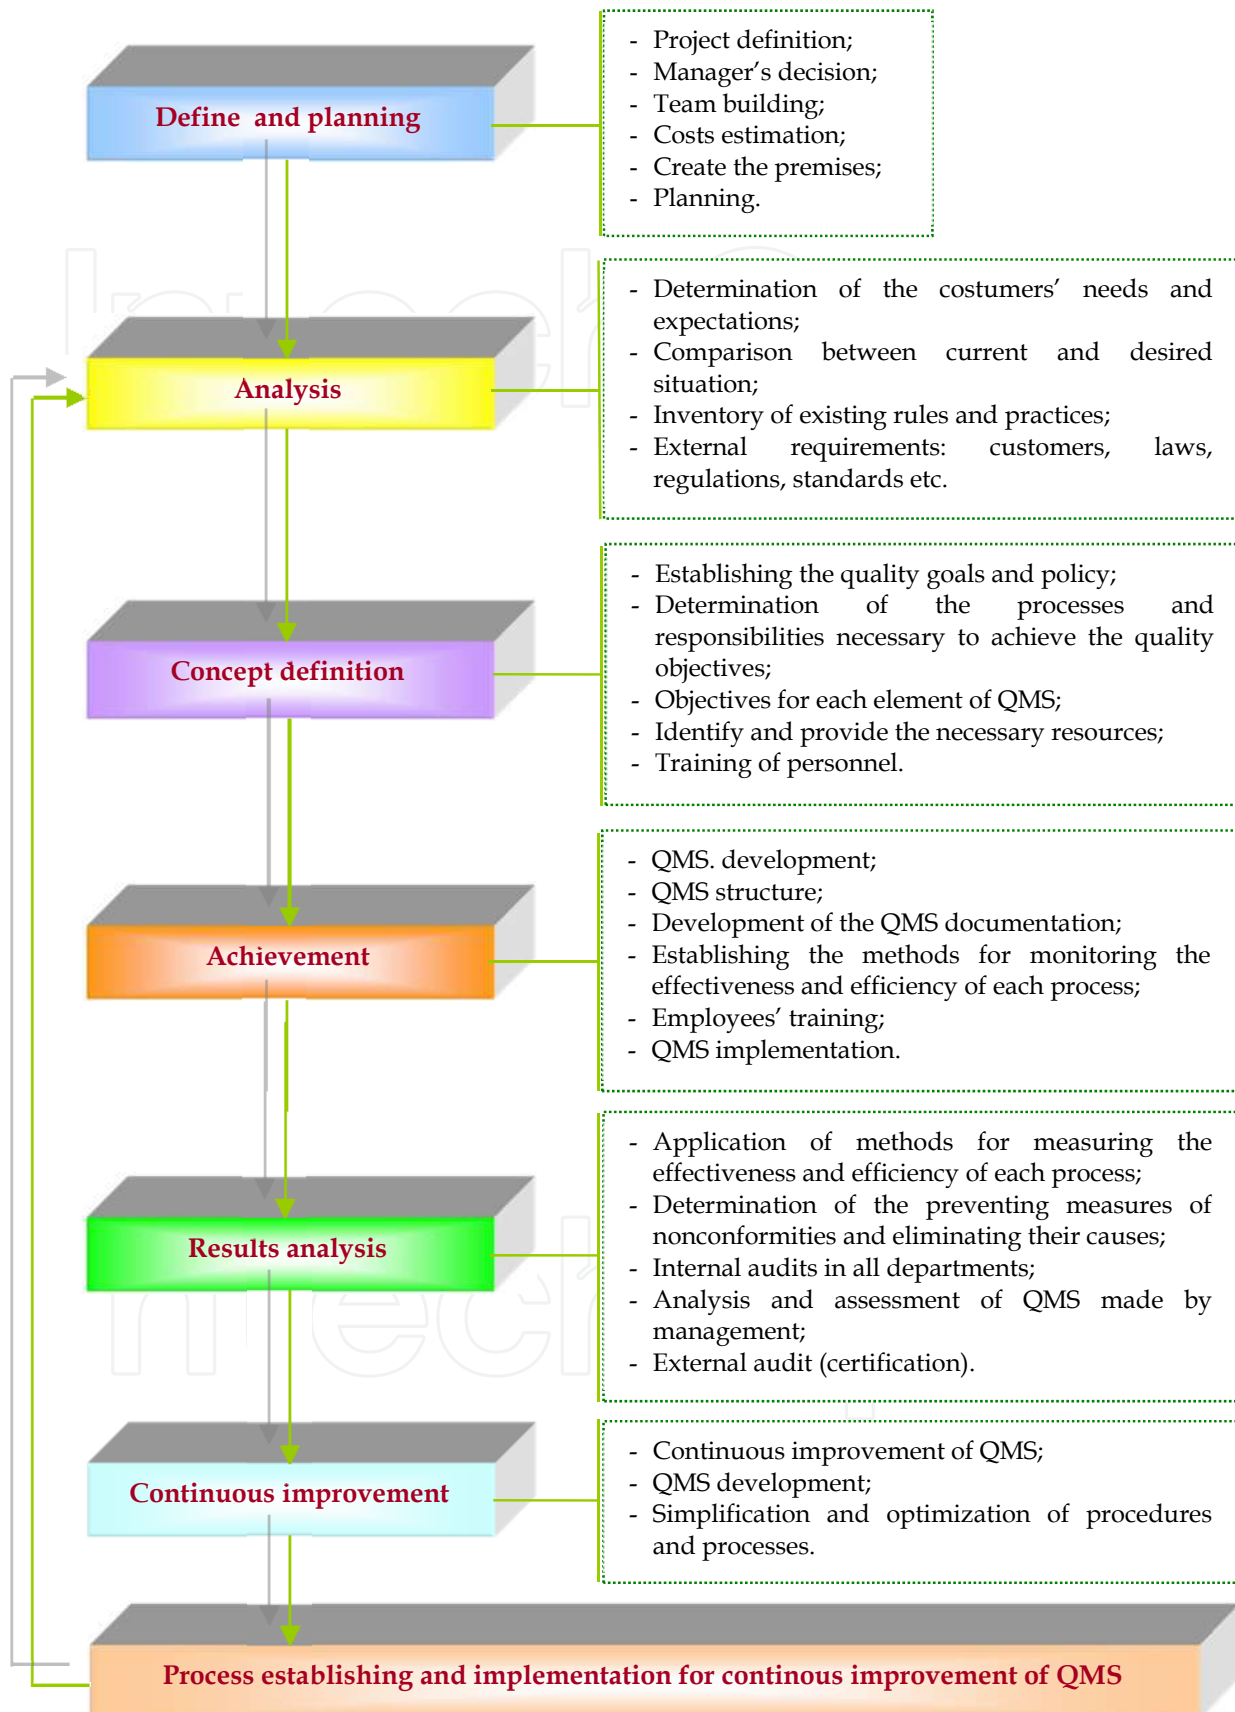 Define and planning
- Project definition;
- Manager's decision;
- Team building;
- Costs estimation;
- Create the premises;
- Planning.
Analysis
- Determination of the costumers' needs and
expectations;
- Comparison between current and desired
situation;
- Inventory of existing rules and practices;
- External requirements: customers, laws,
regulations, standards etc.
Concept definition
- Establishing the quality goals and policy;
- Determination of the processes and
responsibilities necessary to achieve the quality
objectives;
- Objectives for each element of QMS;
- Identify and provide the necessary resources;
- Training of personnel.
Achievement
- QMS. development;
- QMS structure;
- Development of the QMS documentation;
- Establishing the methods for monitoring the
effectiveness and efficiency of each process;
- Employees' training;
- QMS implementation.
Results analysis
- Application of methods for measuring the
effectiveness and efficiency of each process;
- Determination of the preventing measures of
nonconformities and eliminating their causes;
- Internal audits in all departments;
- Analysis and assessment of QMS made by
management;
- External audit (certification).
Continuous improvement
- Continuous improvement of QMS;
- QMS development;
- Simplification and optimization of procedures
and processes.
Process establishing and implementation for continous improvement of QMS